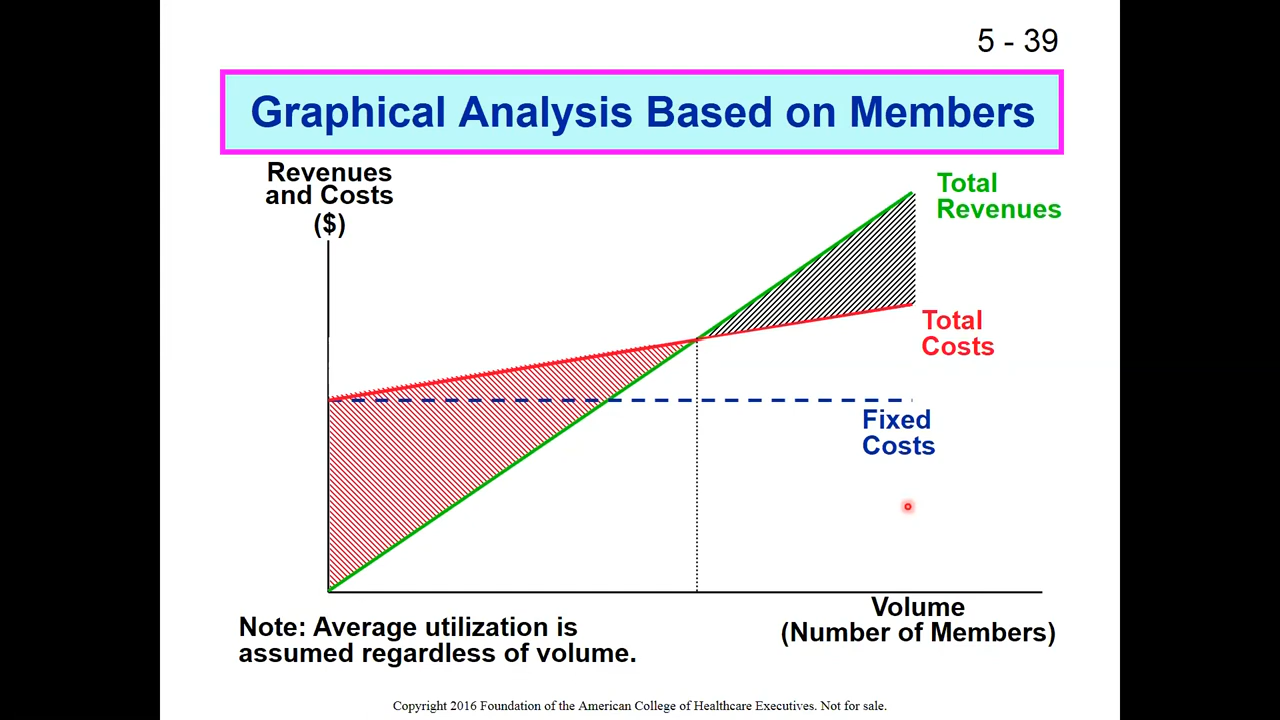 5 - 39
Graphical Analysis Based on Members
Revenues
and Costs
($)
Total
Revenues
Total
Costs
Fixed
Costs
Volume
(Number of Members)
Note: Average utilization is
assumed regardless of volume.
Copyright 2016 Foundation of the American College of Healthcare Executives. Not for sale.